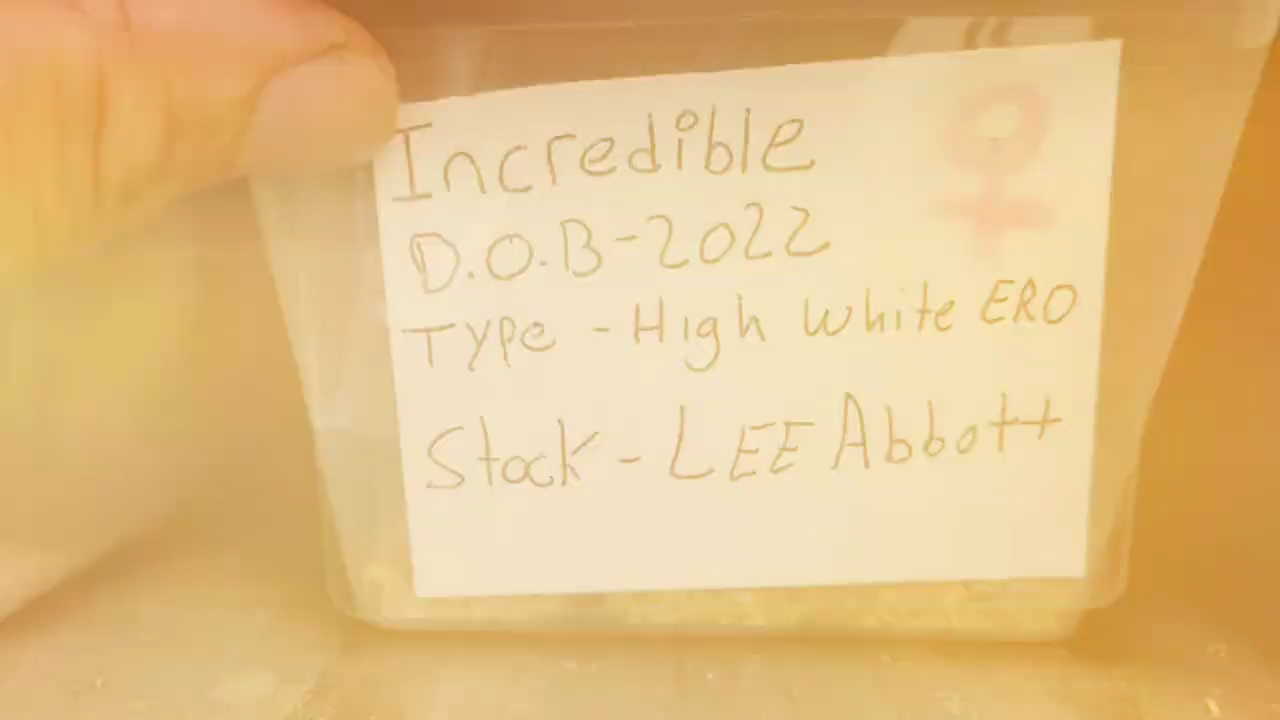 Incredible
D.O.B-2022
Type - High White ERO
Stock - LEE Abbott